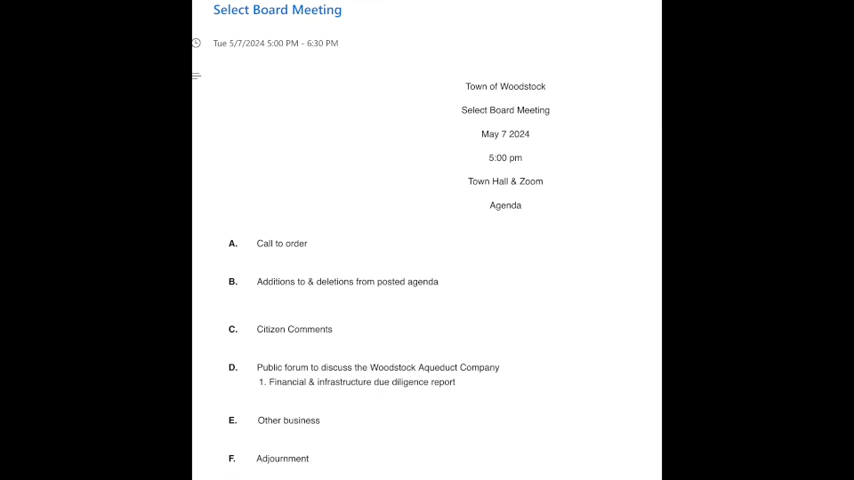 Select Board Meeting
Tue 5/7/2024 5:00 PM - 6:30 PM
Town of Woodstock
Select Board Meeting
May 7 2024
5:00 pm
Town Hall & Zoom
Agenda
A. Call to order
B. Additions to & deletions from posted agenda
C. Citizen Comments
D. Public forum to discuss the Woodstock Aqueduct Company
1. Financial & infrastructure due diligence report
E. Other business
F. Adjournment